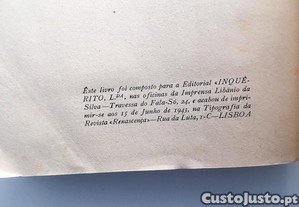 Êste livro foi composto para a Editorial «INQUÉ-
RITO, L.DA, nas oficinas da Imprensa Libânio da
Silva — Travessa do Fala-Só, 24, e acabou de impri-
mir-se aos 15 de Junho de 1945, na Tipografia da
Revista «Renascença» — Rua da Luta, 1-C — LISBOA
CustoJusto.pt